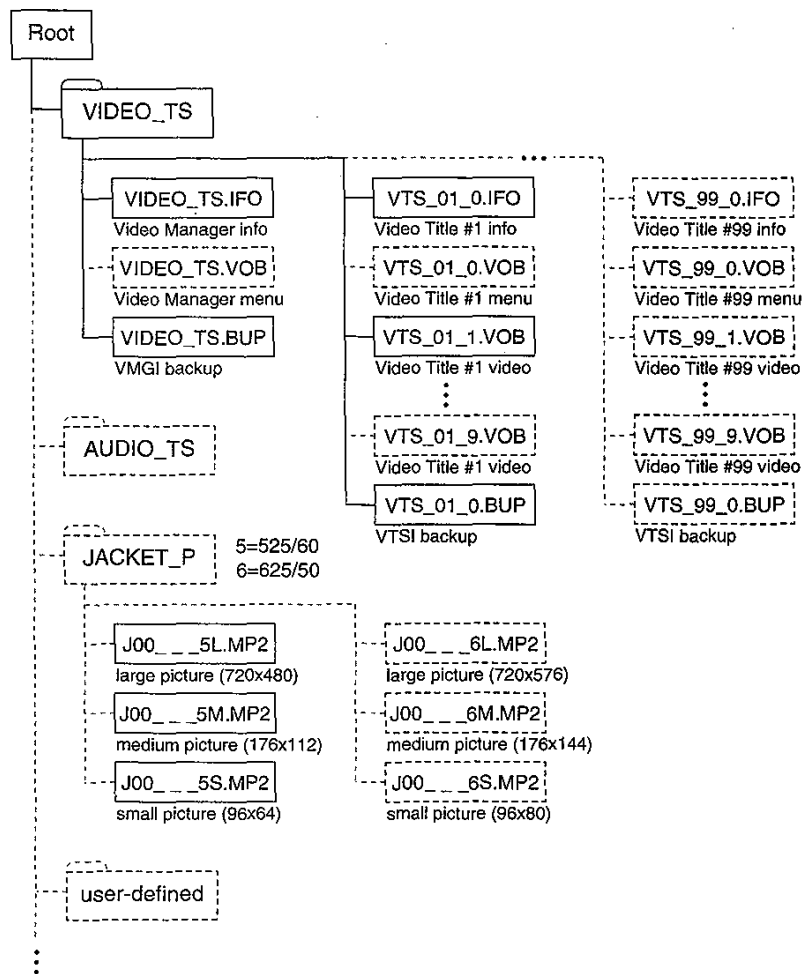 Root
VIDEO_TS
VIDEO_TS.IFO
Video Manager info
VIDEO_TS.VOB
Video Manager menu
VIDEO_TS.BUP
VMGI backup
VTS_01_0.IFO
Video Title #1 info
VTS_01_0.VOB
Video Title #1 menu
VTS_01_1.VOB
Video Title #1 video
VTS_01_9.VOB
Video Title #1 video
VTS_01_0.BUP
VTSI backup
VTS_99_0.IFO
Video Title #99 info
VTS_99_0.VOB
Video Title #99 menu
VTS_99_1.VOB
Video Title #99 video
VTS_99_9.VOB
Video Title #99 video
VTS_99_0.BUP
VTSI backup
AUDIO_TS
JACKET_P
5=525/60
6=625/50
J00_ _ _5L.MP2
large picture (720x480)
J00_ _ _5M.MP2
medium picture (176x112)
J00_ _ _5S.MP2
small picture (96x64)
J00_ _ _6L.MP2
large picture (720x576)
J00_ _ _6M.MP2
medium picture (176x144)
J00_ _ _6S.MP2
small picture (96x80)
user-defined